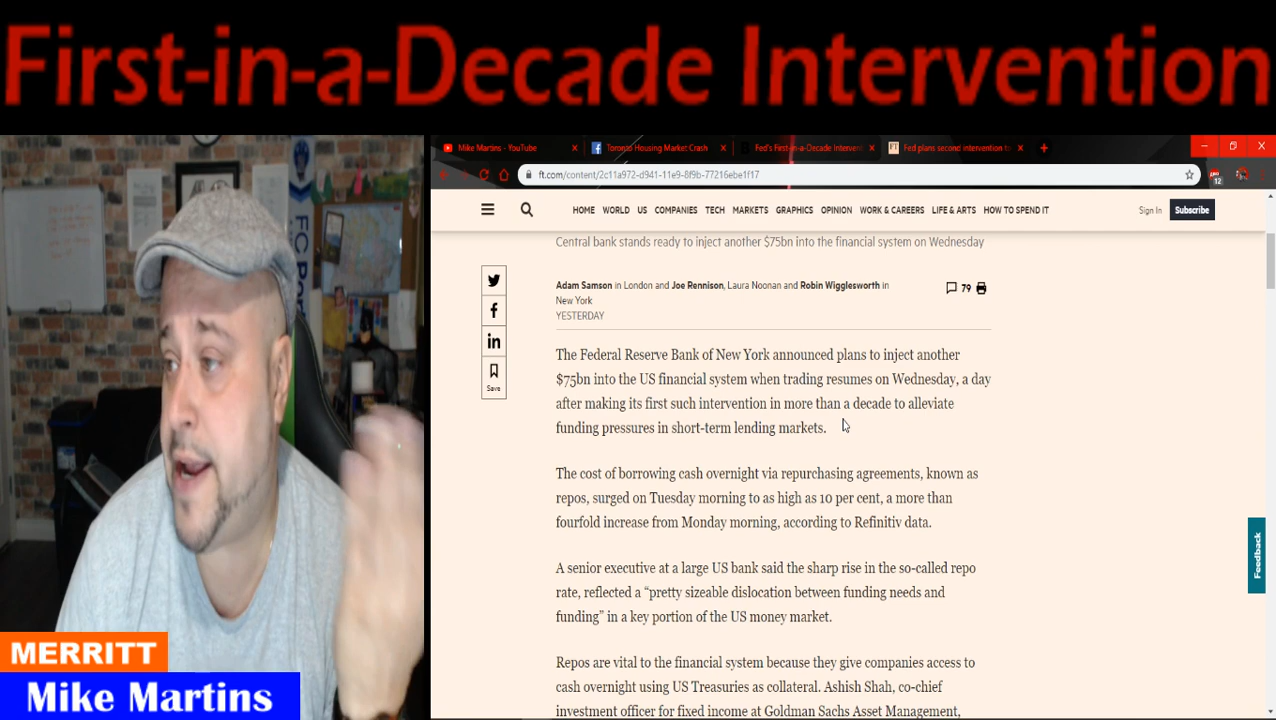 First-in-a-Decade Intervention
Mike Martins - YouTube
Toronto Housing Market Crash
Fed's First-in-a-Decade Interventi
Fed plans second intervention to
ft.com/content/2c11a972-d941-11e9-8f9b-77216ebe1f17
12
HOME WORLD US COMPANIES TECH MARKETS GRAPHICS OPINION WORK & CAREERS LIFE & ARTS HOW TO SPEND IT
Sign In Subscribe
Central bank stands ready to inject another $75bn into the financial system on Wednesday
Adam Samson in London and Joe Rennison, Laura Noonan and Robin Wigglesworth in
New York
YESTERDAY
79
Save
The Federal Reserve Bank of New York announced plans to inject another
$75bn into the US financial system when trading resumes on Wednesday, a day
after making its first such intervention in more than a decade to alleviate
funding pressures in short-term lending markets.
The cost of borrowing cash overnight via repurchasing agreements, known as
repos, surged on Tuesday morning to as high as 10 per cent, a more than
fourfold increase from Monday morning, according to Refinitiv data.
A senior executive at a large US bank said the sharp rise in the so-called repo
rate, reflected a “pretty sizeable dislocation between funding needs and
funding” in a key portion of the US money market.
Repos are vital to the financial system because they give companies access to
cash overnight using US Treasuries as collateral. Ashish Shah, co-chief
investment officer for fixed income at Goldman Sachs Asset Management,
Feedback
MERRITT
Mike Martins